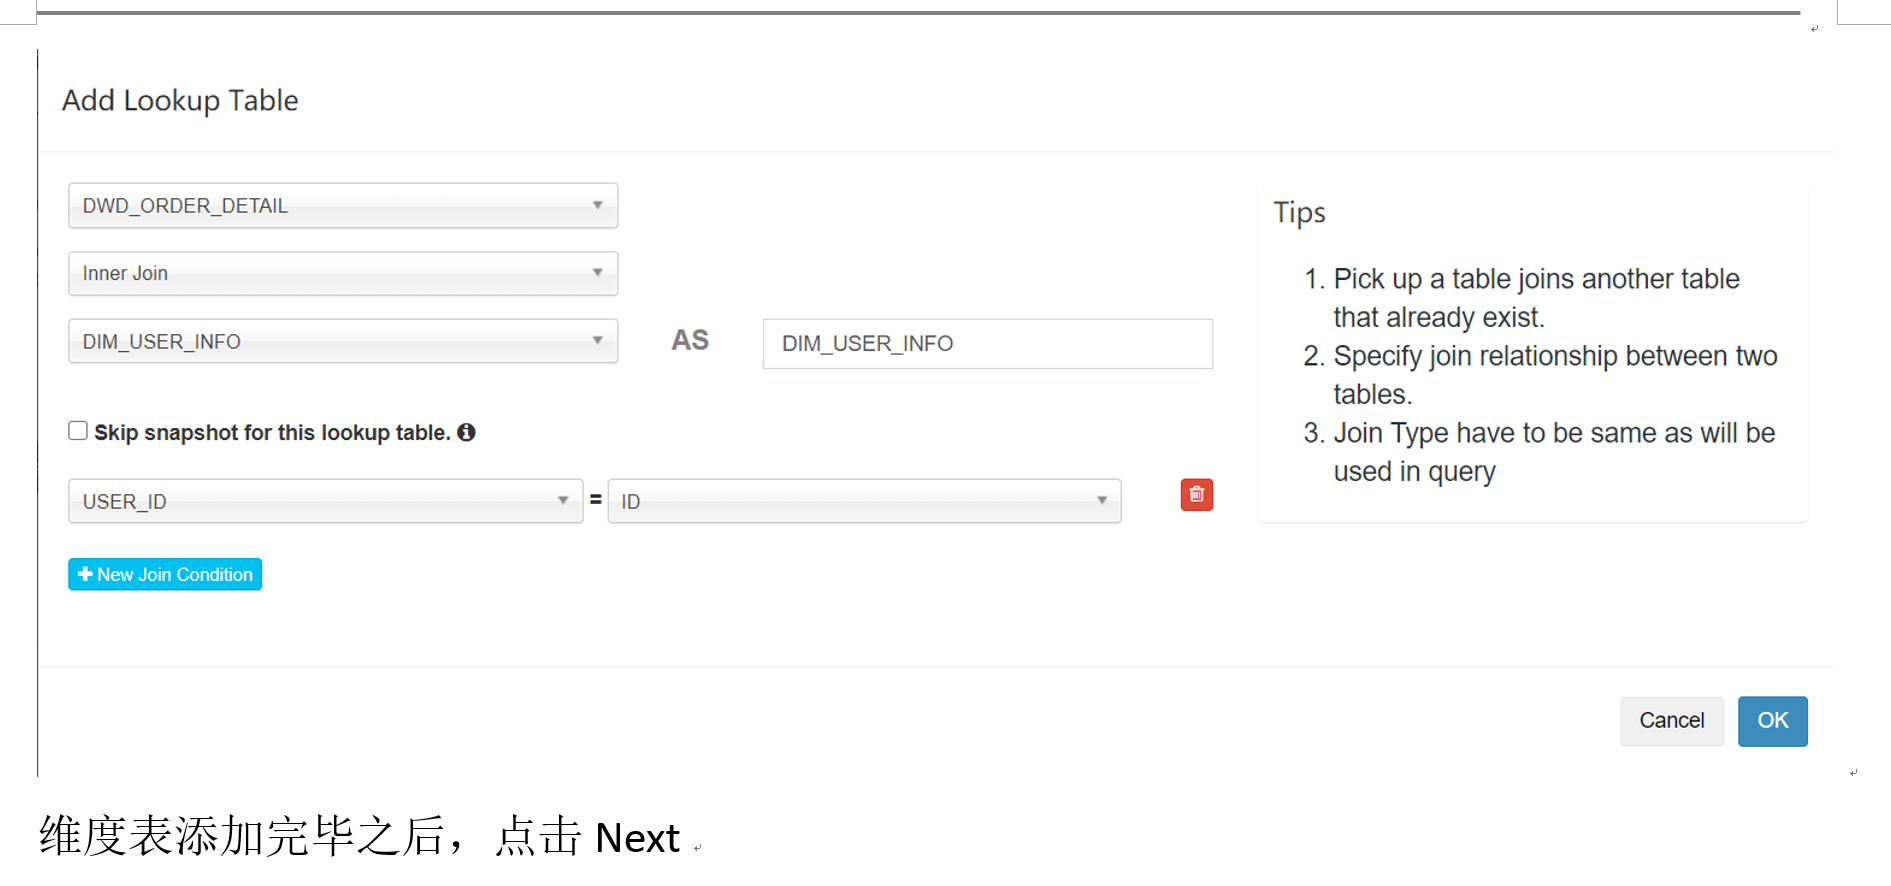 Add Lookup Table
DWD_ORDER_DETAIL
Inner Join
DIM_USER_INFO
AS
DIM_USER_INFO
Skip snapshot for this lookup table.
USER_ID
=
ID
New Join Condition
Tips
1. Pick up a table joins another table
that already exist.
2. Specify join relationship between two
tables.
3. Join Type have to be same as will be
used in query
Cancel
OK
维度表添加完毕之后，点击 Next